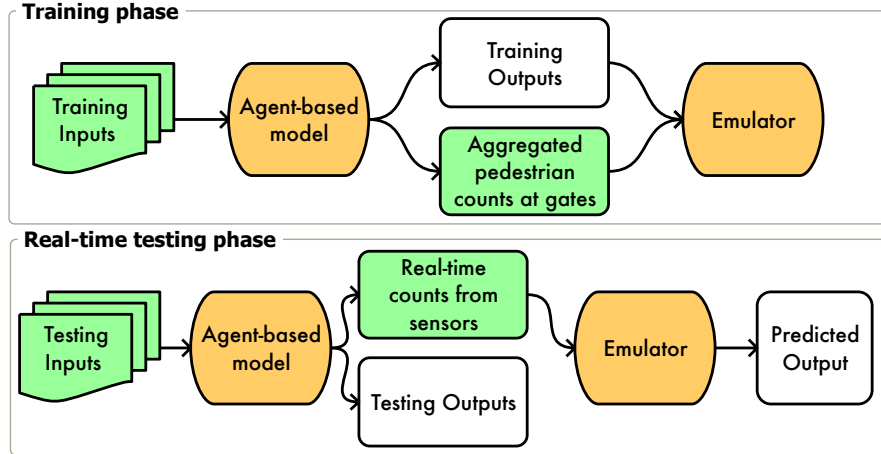 Training phase
Training
Inputs
Agent-based
model
Training
Outputs
Aggregated
pedestrian
counts at gates
Emulator
Real-time testing phase
Testing
Inputs
Agent-based
model
Real-time
counts from
sensors
Testing Outputs
Emulator
Predicted
Output